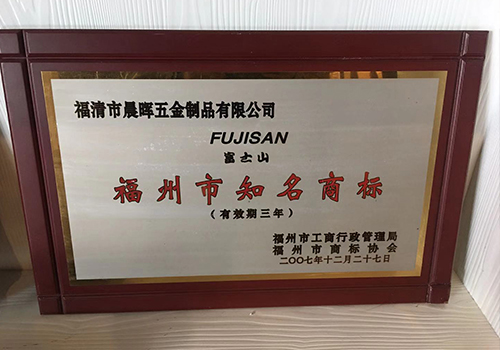 福清市晨晖五金制品有限公司
FUJISAN
富士山
福州市知名商标
(有效期三年)
福州市工商行政管理局
福州市商标协会
二〇〇七年十二月二十七日